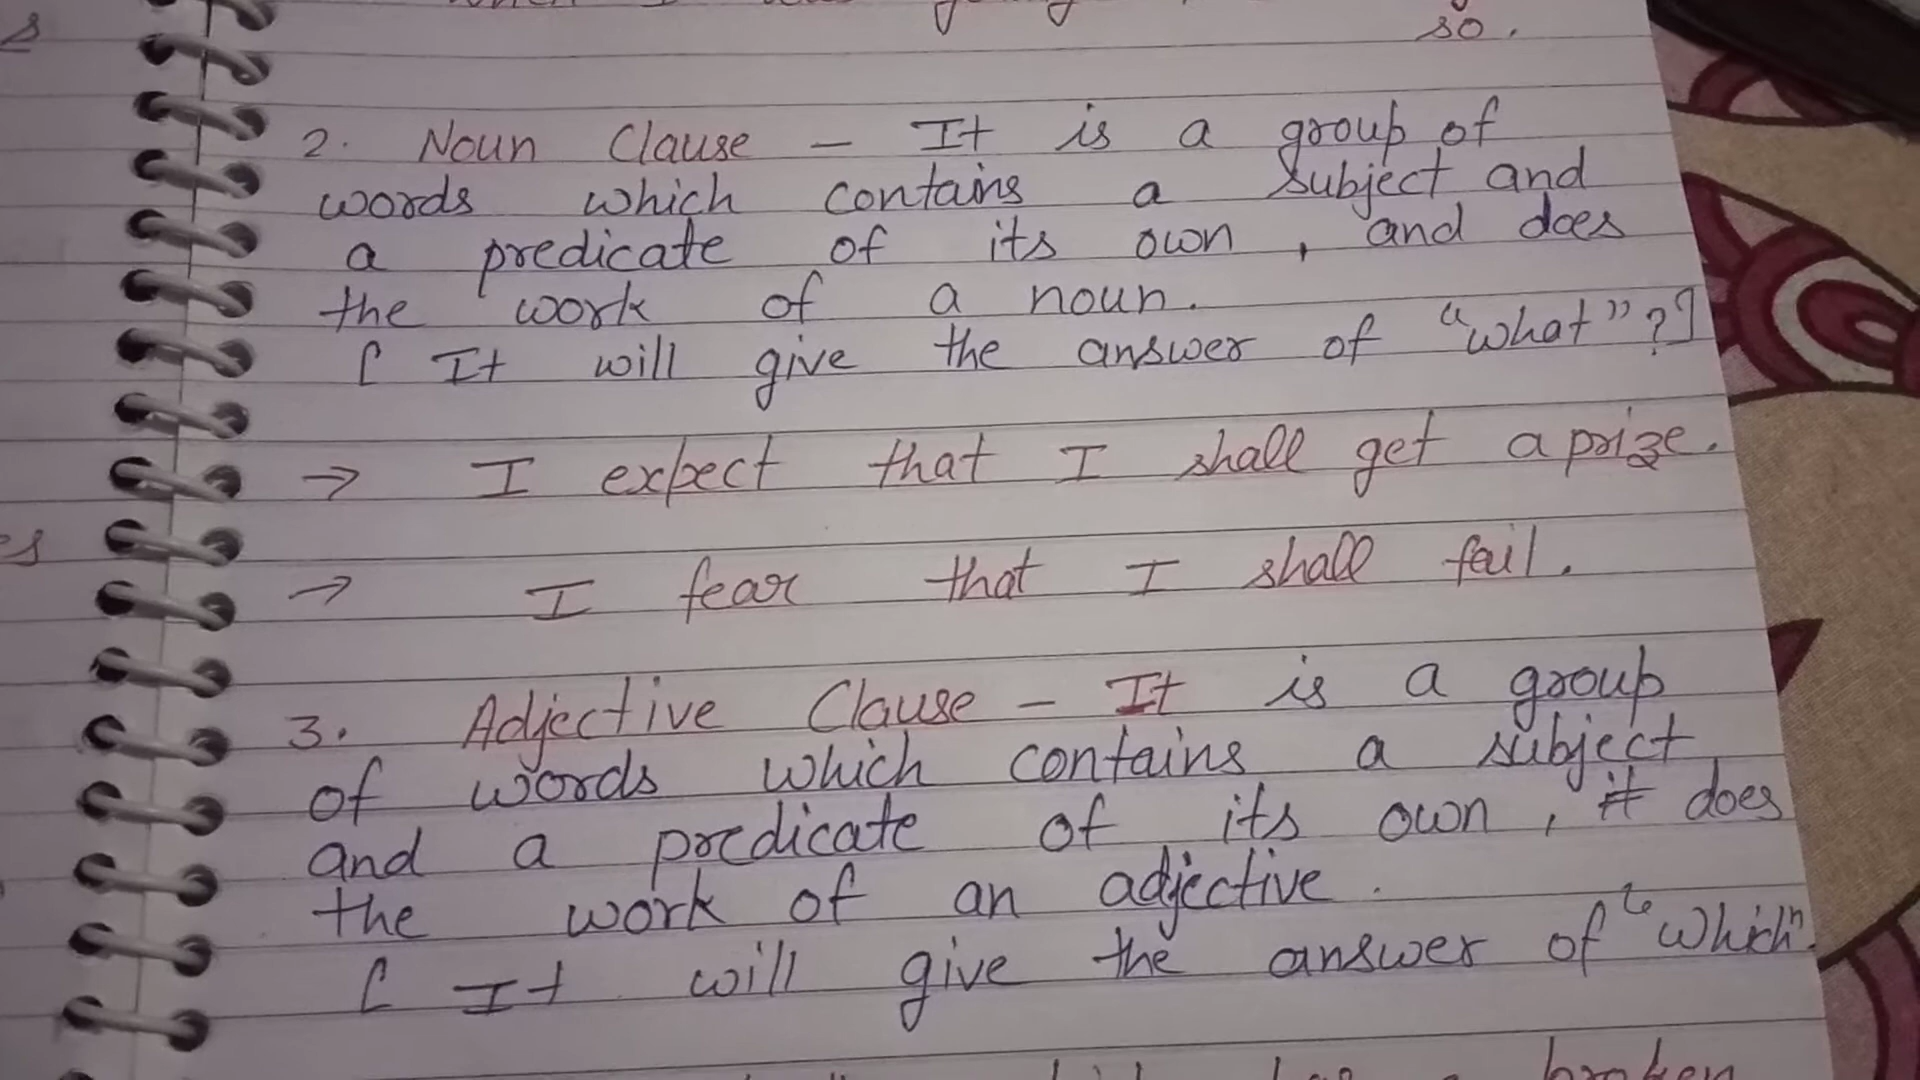 so.
2. Noun Clause - It is a group of
words which contains a subject and
a predicate of its own, and does
the work of a noun.
[ It will give the answer of "what"?]
→ I expect that I shall get a prize.
→ I fear that I shall fail.
3. Adjective Clause - It is a group
of words which contains a subject
and a predicate of its own, it does
the work of an adjective.
[ It will give the answer of "which".
broken